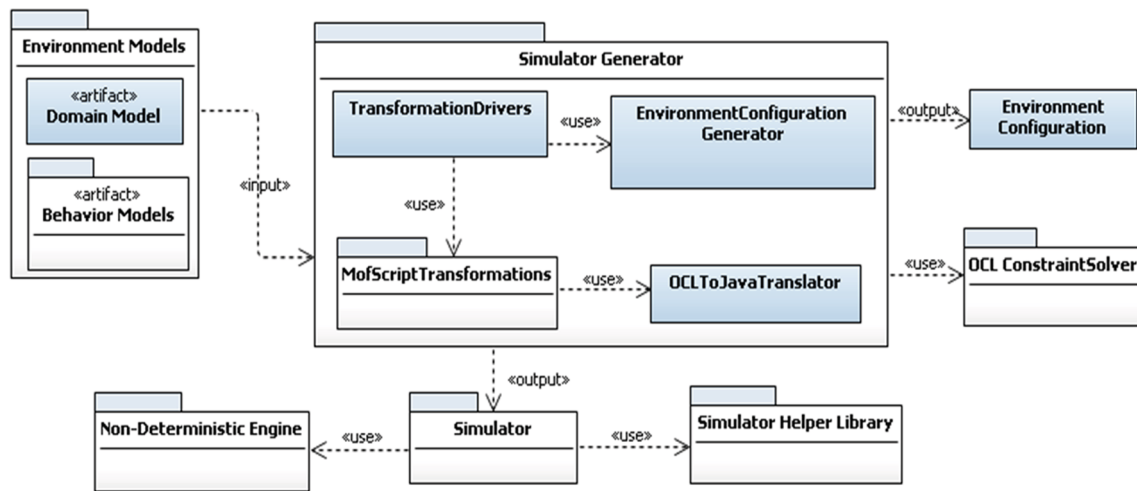 Environment Models
«artifact»
Domain Model
«artifact»
Behavior Models
«input»
Simulator Generator
TransformationDrivers
«use»
EnvironmentConfiguration
Generator
«use»
MofScriptTransformations
«use»
OCLToJavaTranslator
«output»
Environment
Configuration
«use»
OCL ConstraintSolver
«output»
Non-Deterministic Engine
«use»
Simulator
«use»
Simulator Helper Library